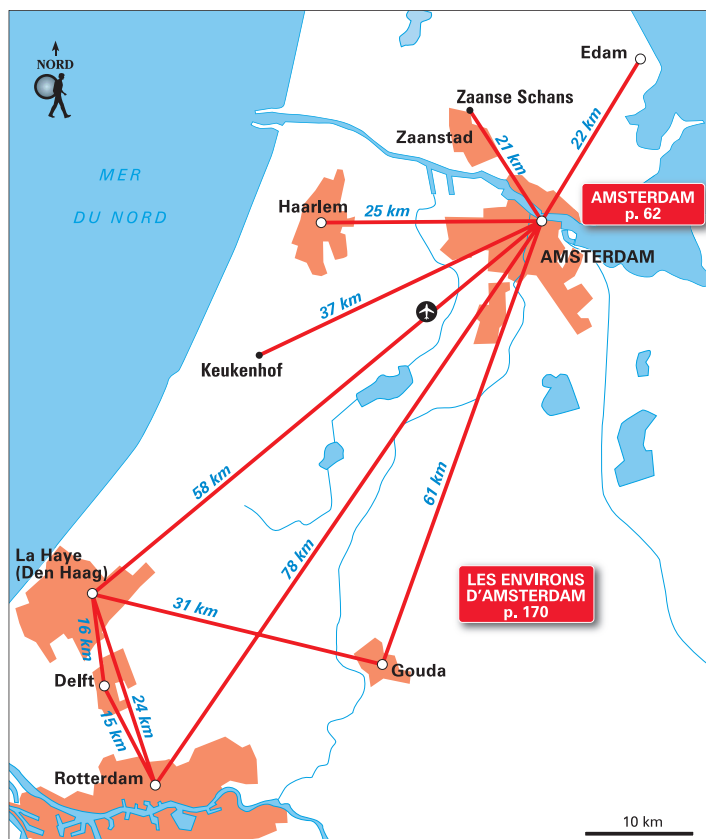 NORD
Edam
Zaanse Schans
Zaanstad
22 km
21 km
MER
DU NORD
Haarlem
25 km
AMSTERDAM
p. 62
AMSTERDAM
37 km
Keukenhof
58 km
61 km
78 km
La Haye
(Den Haag)
LES ENVIRONS
D'AMSTERDAM
p. 170
31 km
16 km
Gouda
Delft
24 km
15 km
Rotterdam
10 km